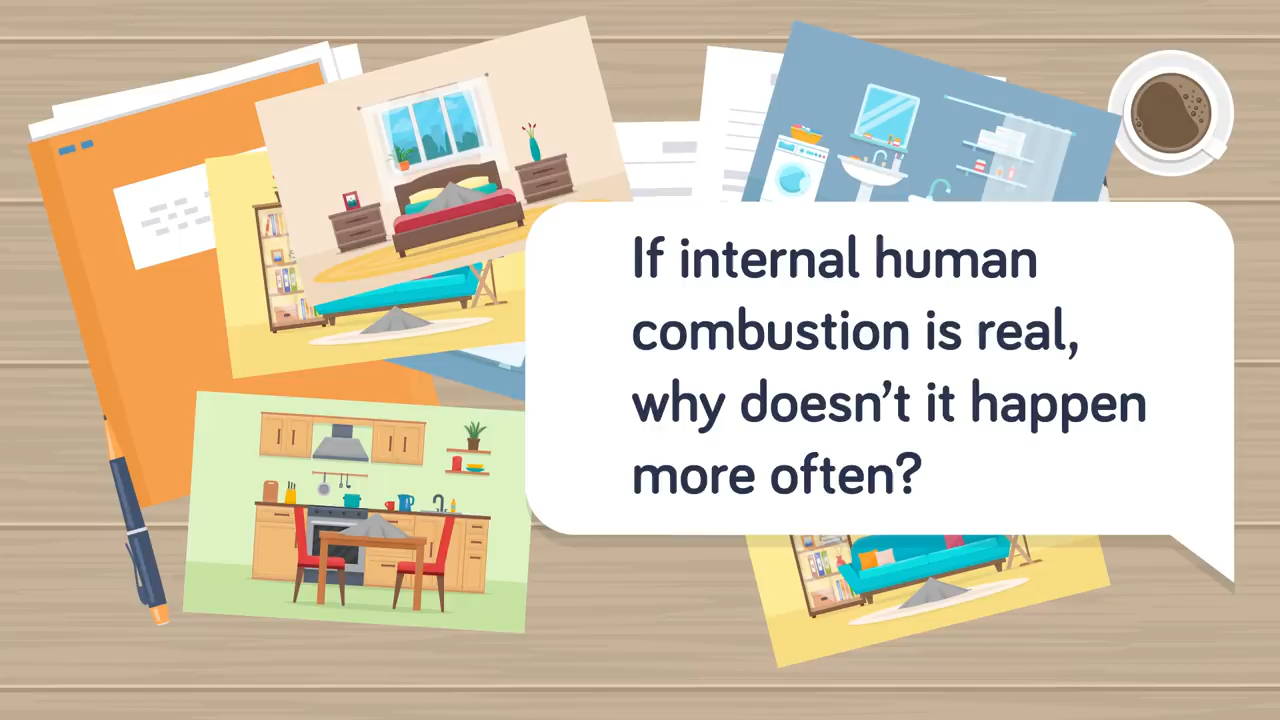 If internal human
combustion is real,
why doesn’t it happen
more often?